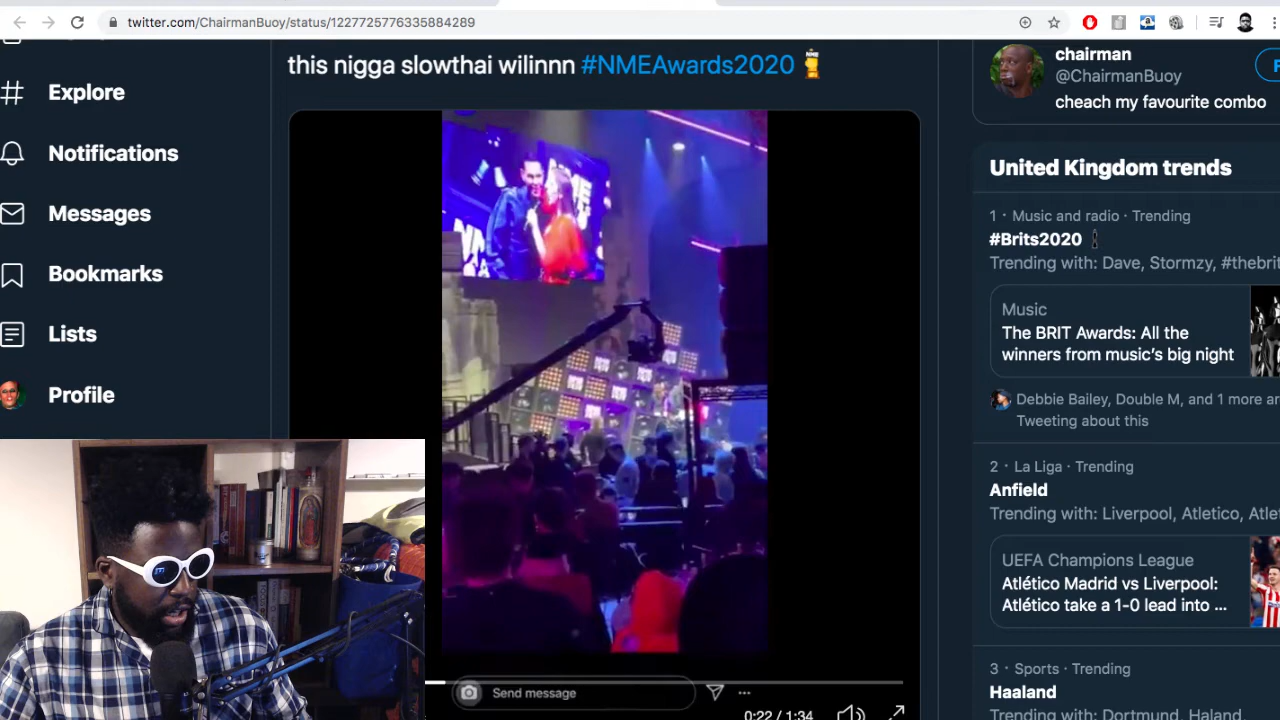 twitter.com/ChairmanBuoy/status/1227725776335884289
this nigga slowthai wilinnn #NMEAwards2020
Explore
Notifications
Messages
Bookmarks
Lists
Profile
Send message
0:22 / 1:34
chairman
@ChairmanBuoy
cheach my favourite combo
United Kingdom trends
1 · Music and radio · Trending
#Brits2020
Trending with: Dave, Stormzy, #thebrit
Music
The BRIT Awards: All the
winners from music's big night
Debbie Bailey, Double M, and 1 more ar
Tweeting about this
2 · La Liga · Trending
Anfield
Trending with: Liverpool, Atletico, Atle
UEFA Champions League
Atlético Madrid vs Liverpool:
Atlético take a 1-0 lead into ...
3 · Sports · Trending
Haaland
Trending with: Dortmund, Haland